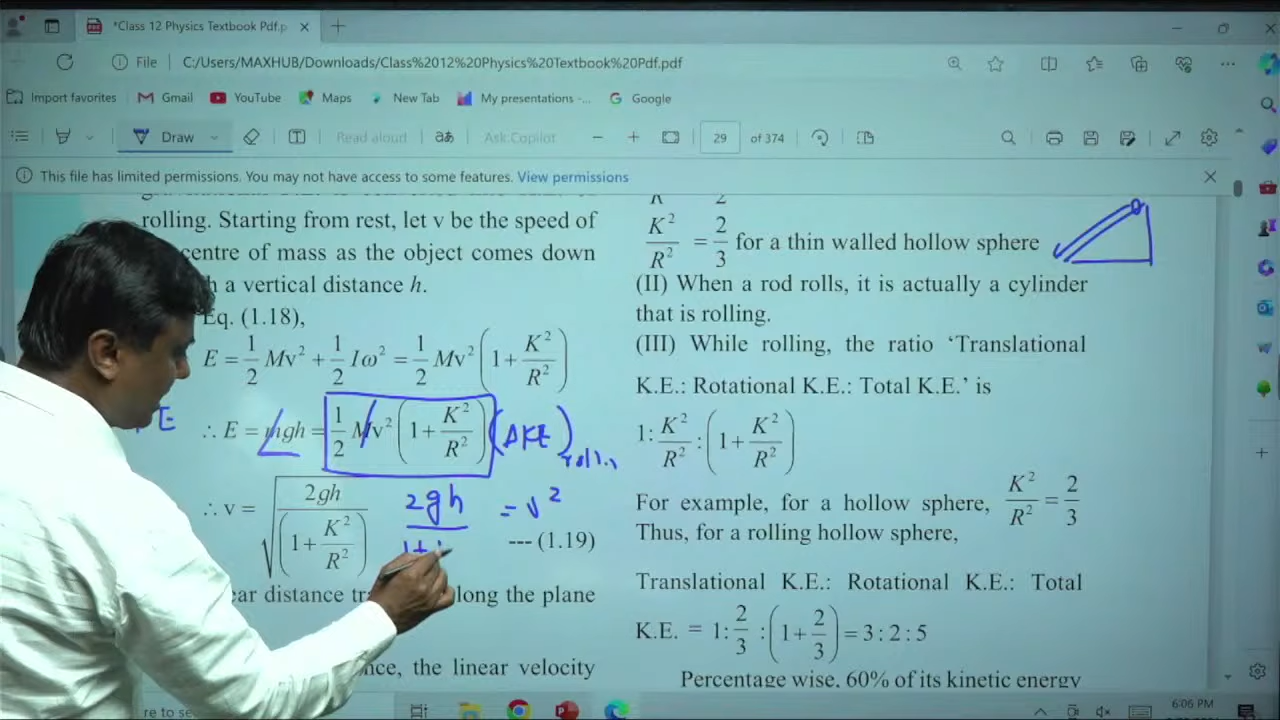 *Class 12 Physics Textbook Pdf.p
File C:/Users/MAXHUB/Downloads/Class%2012%20Physics%20Textbook%20Pdf.pdf
Import favorites Gmail YouTube Maps New Tab My presentations -... Google
Draw Read aloud aあ Ask Copilot 29 of 374
This file has limited permissions. You may not have access to some features. View permissions
rolling. Starting from rest, let v be the speed of
centre of mass as the object comes down
h a vertical distance h.
Eq. (1.18),
E = 1/2 Mv² + 1/2 Iω² = 1/2 Mv² (1 + K²/R²)
E
∴ E = mgh = 1/2 Mv² (1 + K²/R²) (ΔKE)
∴ v = √(2gh / (1 + K²/R²)) 2gh = v²
1+
--- (1.19)
ar distance along the plane
nce, the linear velocity
K²/R² = 2/3 for a thin walled hollow sphere
(II) When a rod rolls, it is actually a cylinder
that is rolling.
(III) While rolling, the ratio ‘Translational
K.E.: Rotational K.E.: Total K.E.’ is
1 : K²/R² : (1 + K²/R²)
For example, for a hollow sphere, K²/R² = 2/3
Thus, for a rolling hollow sphere,
Translational K.E.: Rotational K.E.: Total
K.E. = 1 : 2/3 : (1 + 2/3) = 3 : 2 : 5
Percentage wise, 60% of its kinetic energy
re to se
6:06 PM